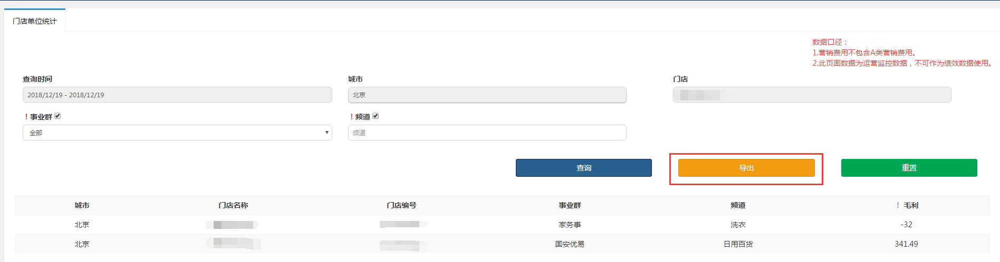 门店单位统计
数据口径：
1.营销费用不包含A类营销费用。
2.此页面数据为运营监控数据，不可作为绩效数据使用。
查询时间 城市 门店
2018/12/19 - 2018/12/19 北京
！事业群 ！频道
全部 频道
查询 导出 重置
城市 门店名称 门店编号 事业群 频道 ！毛利
北京 家务事 洗衣 -32
北京 国安优易 日用百货 341.49